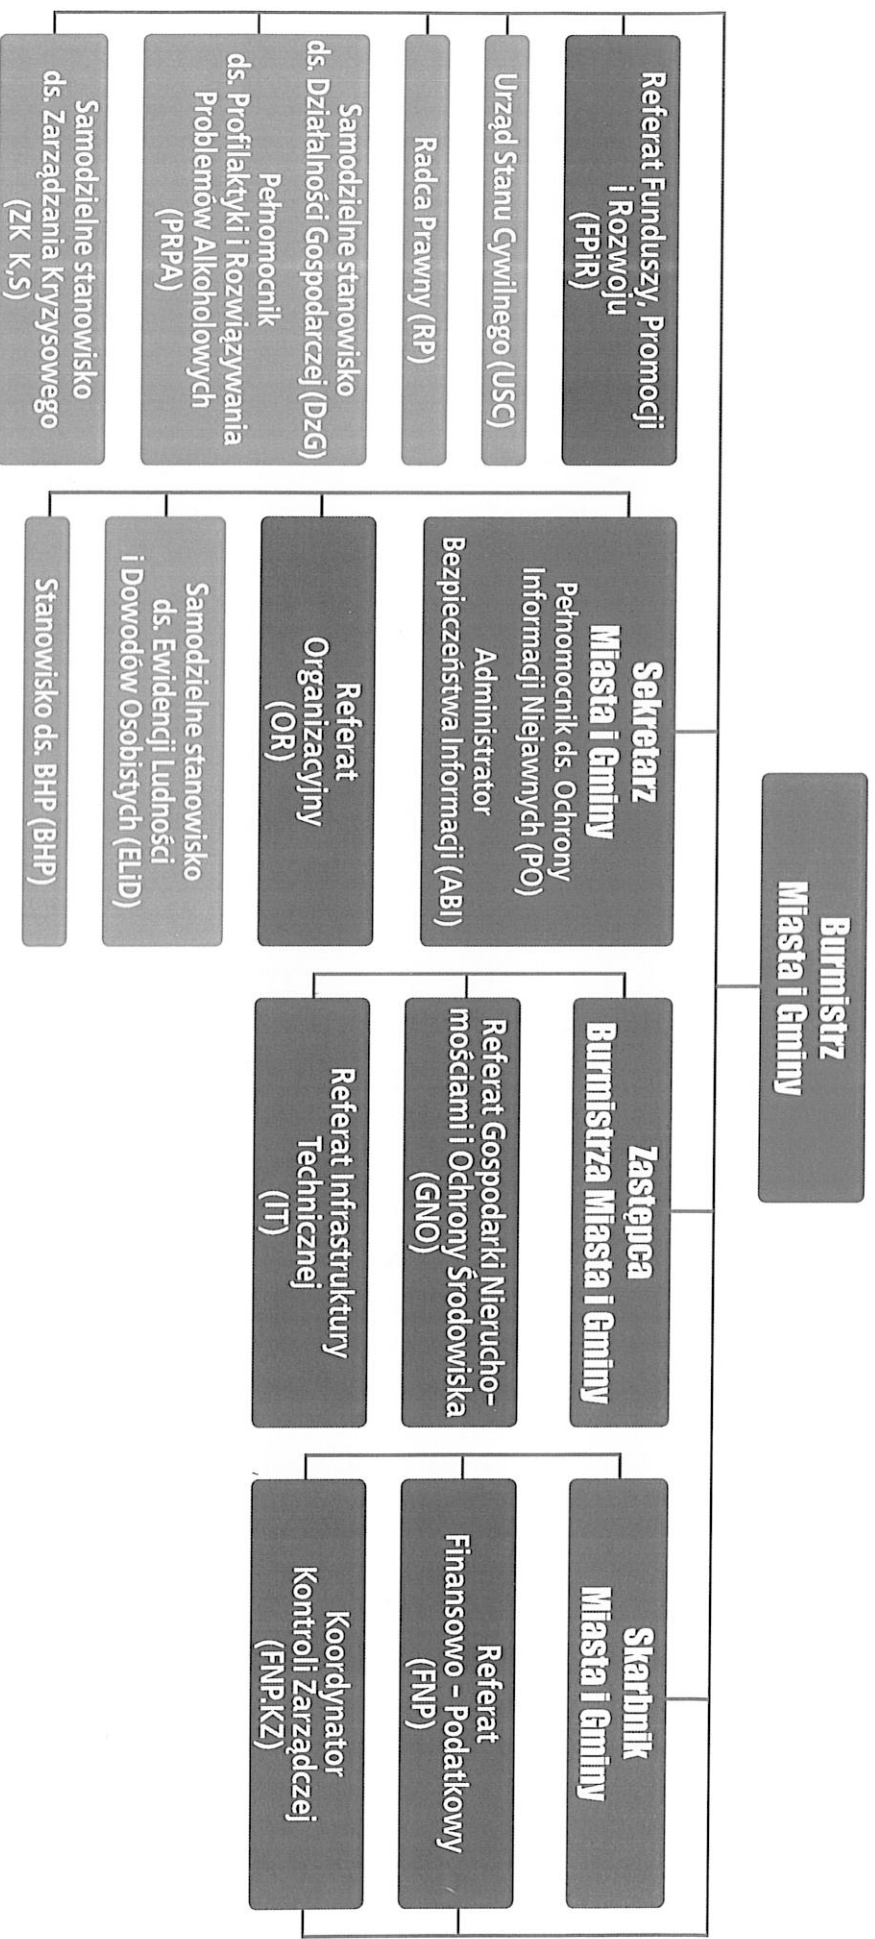 Burmistrz
Miasta i Gminy
Referat Funduszy, Promocji
i Rozwoju
(FPiR)
Urząd Stanu Cywilnego (USC)
Radca Prawny (RP)
Samodzielne stanowisko
ds. Działalności Gospodarczej (DzG)
Pełnomocnik
ds. Profilaktyki i Rozwiązywania
Problemów Alkoholowych
(PRPA)
Samodzielne stanowisko
ds. Zarządzania Kryzysowego
(ZK K,S)
Sekretarz
Miasta i Gminy
Pełnomocnik ds. Ochrony
Informacji Niejawnych (PO)
Administrator
Bezpieczeństwa Informacji (ABI)
Referat
Organizacyjny
(OR)
Samodzielne stanowisko
ds. Ewidencji Ludności
i Dowodów Osobistych (ELiD)
Stanowisko ds. BHP (BHP)
Zastępca
Burmistrza Miasta i Gminy
Referat Gospodarki Nierucho-
mościami i Ochrony Środowiska
(GNO)
Referat Infrastruktury
Technicznej
(IT)
Skarbnik
Miasta i Gminy
Referat
Finansowo – Podatkowy
(FNP)
Koordynator
Kontroli Zarządczej
(FNP.KZ)